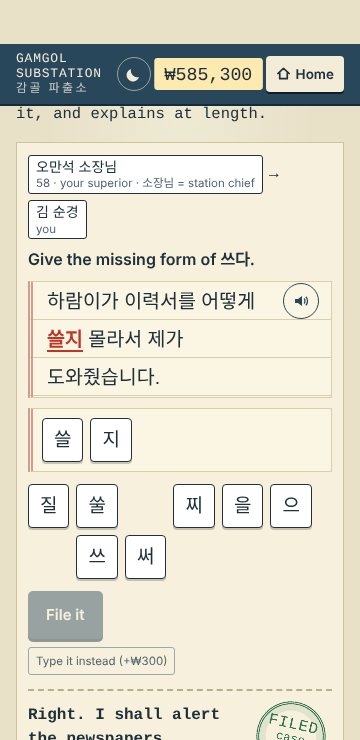 GAMGOL
SUBSTATION
감골 파출소
₩585,300
Home
it, and explains at length.
오만석 소장님
58 · your superior · 소장님 = station chief
→
김 순경
you
Give the missing form of 쓰다.
하람이가 이력서를 어떻게
쓸지 몰라서 제가
도와줬습니다.
쓸 지
질 쑬 찌 을 으
쓰 써
File it
Type it instead (+₩300)
Right. I shall alert
the newspapers
FILED
case